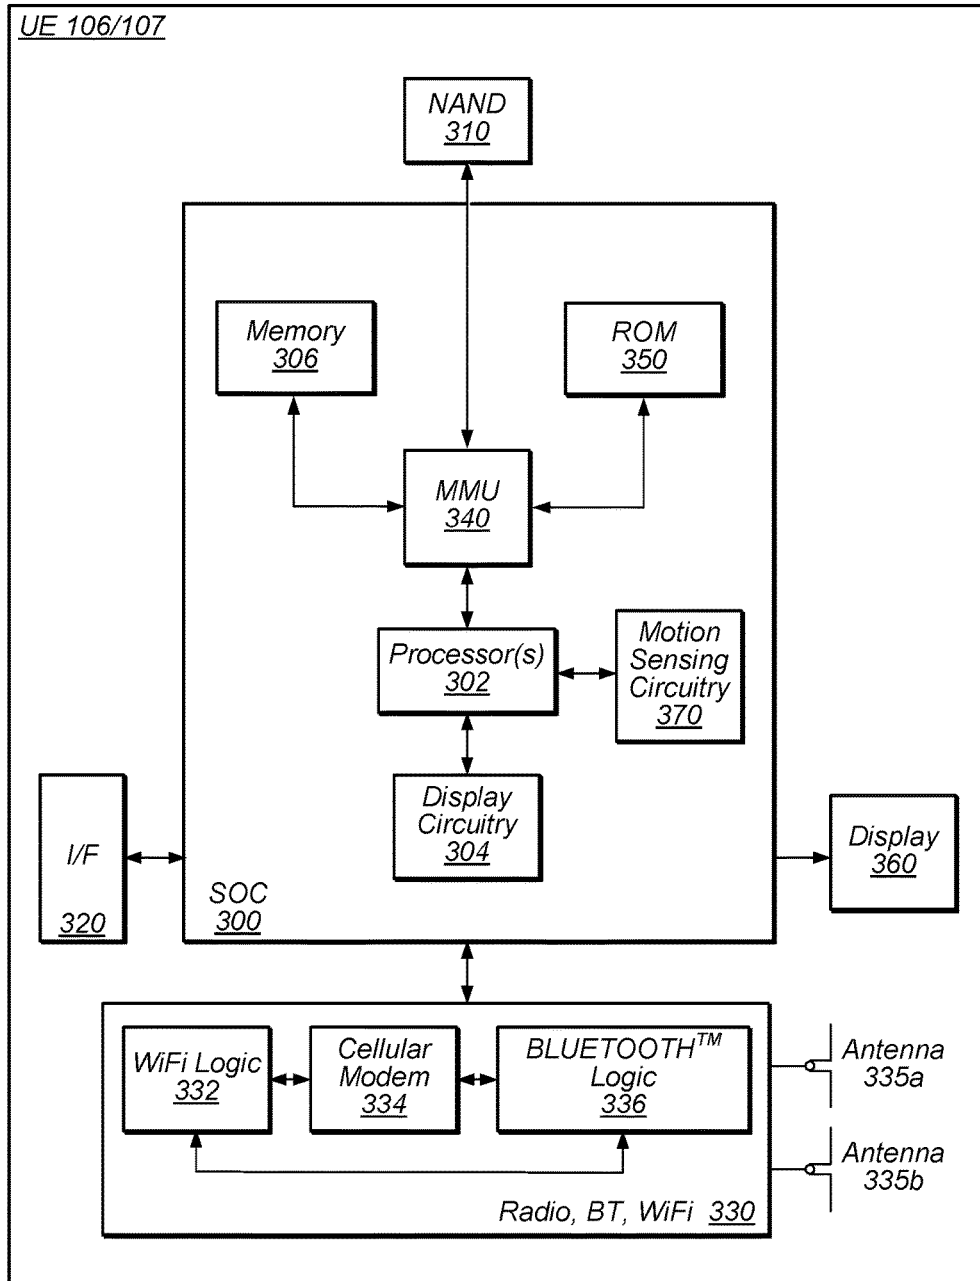 UE 106/107
NAND
310
Memory
306
ROM
350
MMU
340
Processor(s)
302
Motion
Sensing
Circuitry
370
Display
Circuitry
304
I/F
320
SOC
300
Display
360
WiFi Logic
332
Cellular
Modem
334
BLUETOOTH™
Logic
336
Antenna
335a
Antenna
335b
Radio, BT, WiFi 330